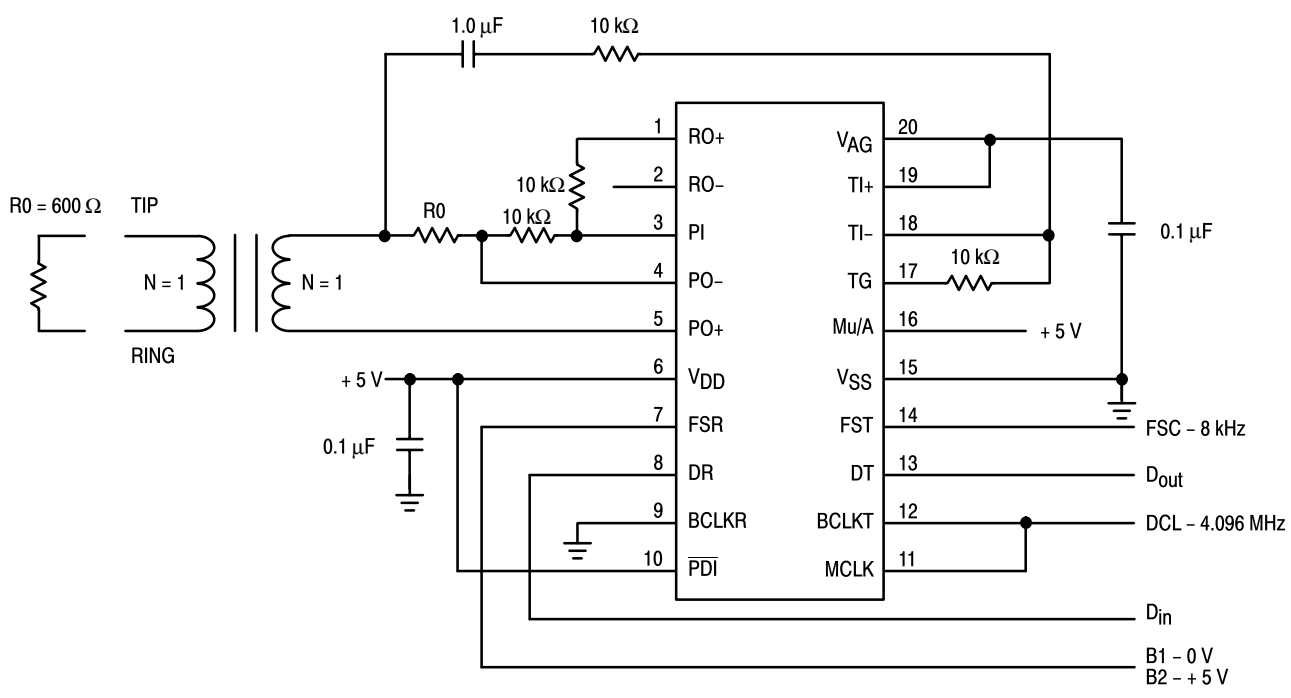 1.0 μF
10 kΩ
R0 = 600 Ω
TIP
N = 1
N = 1
RING
R0
10 kΩ
10 kΩ
1 RO+
2 RO–
3 PI
4 PO–
5 PO+
6 VDD
7 FSR
8 DR
9 BCLKR
10 PDI
VAG 20
TI+ 19
TI– 18
TG 17
10 kΩ
Mu/A 16
+ 5 V
VSS 15
FST 14
DT 13
BCLKT 12
MCLK 11
0.1 μF
+ 5 V
0.1 μF
FSC – 8 kHz
Dout
DCL – 4.096 MHz
Din
B1 – 0 V
B2 – + 5 V